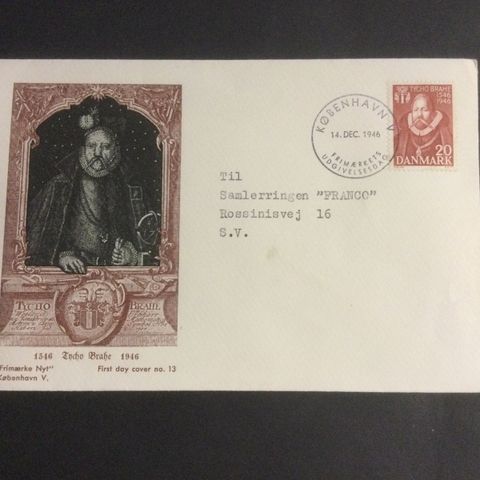 TYCHO BRAHE
1546
1946
20
DANMARK
KØBENHAVN V
14. DEC. 1946
FRIMÆRKETS
UDGIVELSESDAG
Til
Samlerringen "FRANCO"
Rossinisvej 16
S.V.
TYCHO BRAHE
1546 Tycho Brahe 1946
"Frimærke Nyt" First day cover no. 13
København V.